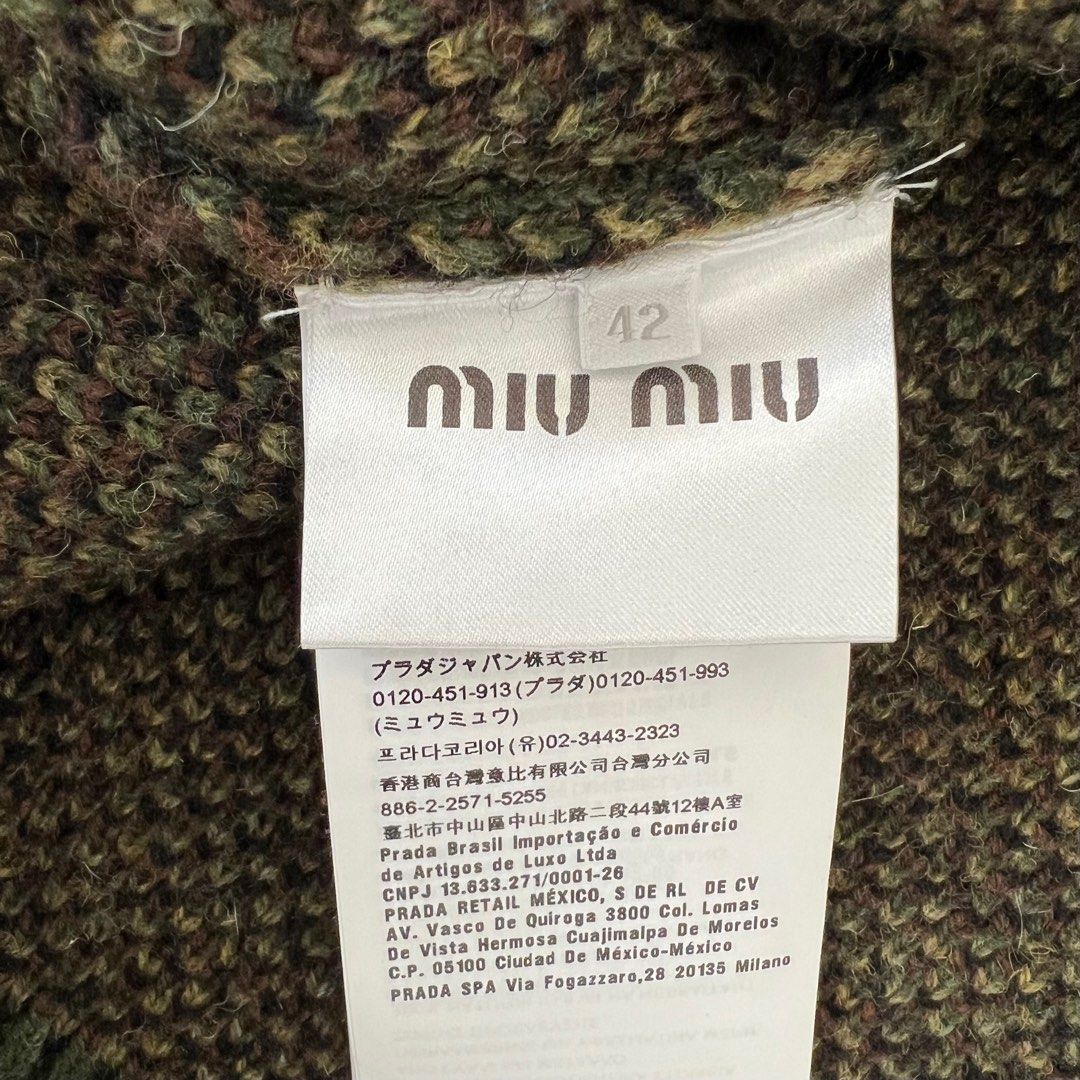 42
miu miu
プラダジャパン株式会社
0120-451-913(プラダ)0120-451-993
(ミュウミュウ)
프라다코리아(유)02-3443-2323
香港商台灣意比有限公司台灣分公司
886-2-2571-5255
臺北市中山區中山北路二段44號12樓A室
Prada Brasil Importação e Comércio
de Artigos de Luxo Ltda
CNPJ 13.633.271/0001-26
PRADA RETAIL MÉXICO, S DE RL DE CV
AV. Vasco De Quiroga 3800 Col. Lomas
De Vista Hermosa Cuajimalpa De Morelos
C.P. 05100 Ciudad De México-México
PRADA SPA Via Fogazzaro,28 20135 Milano